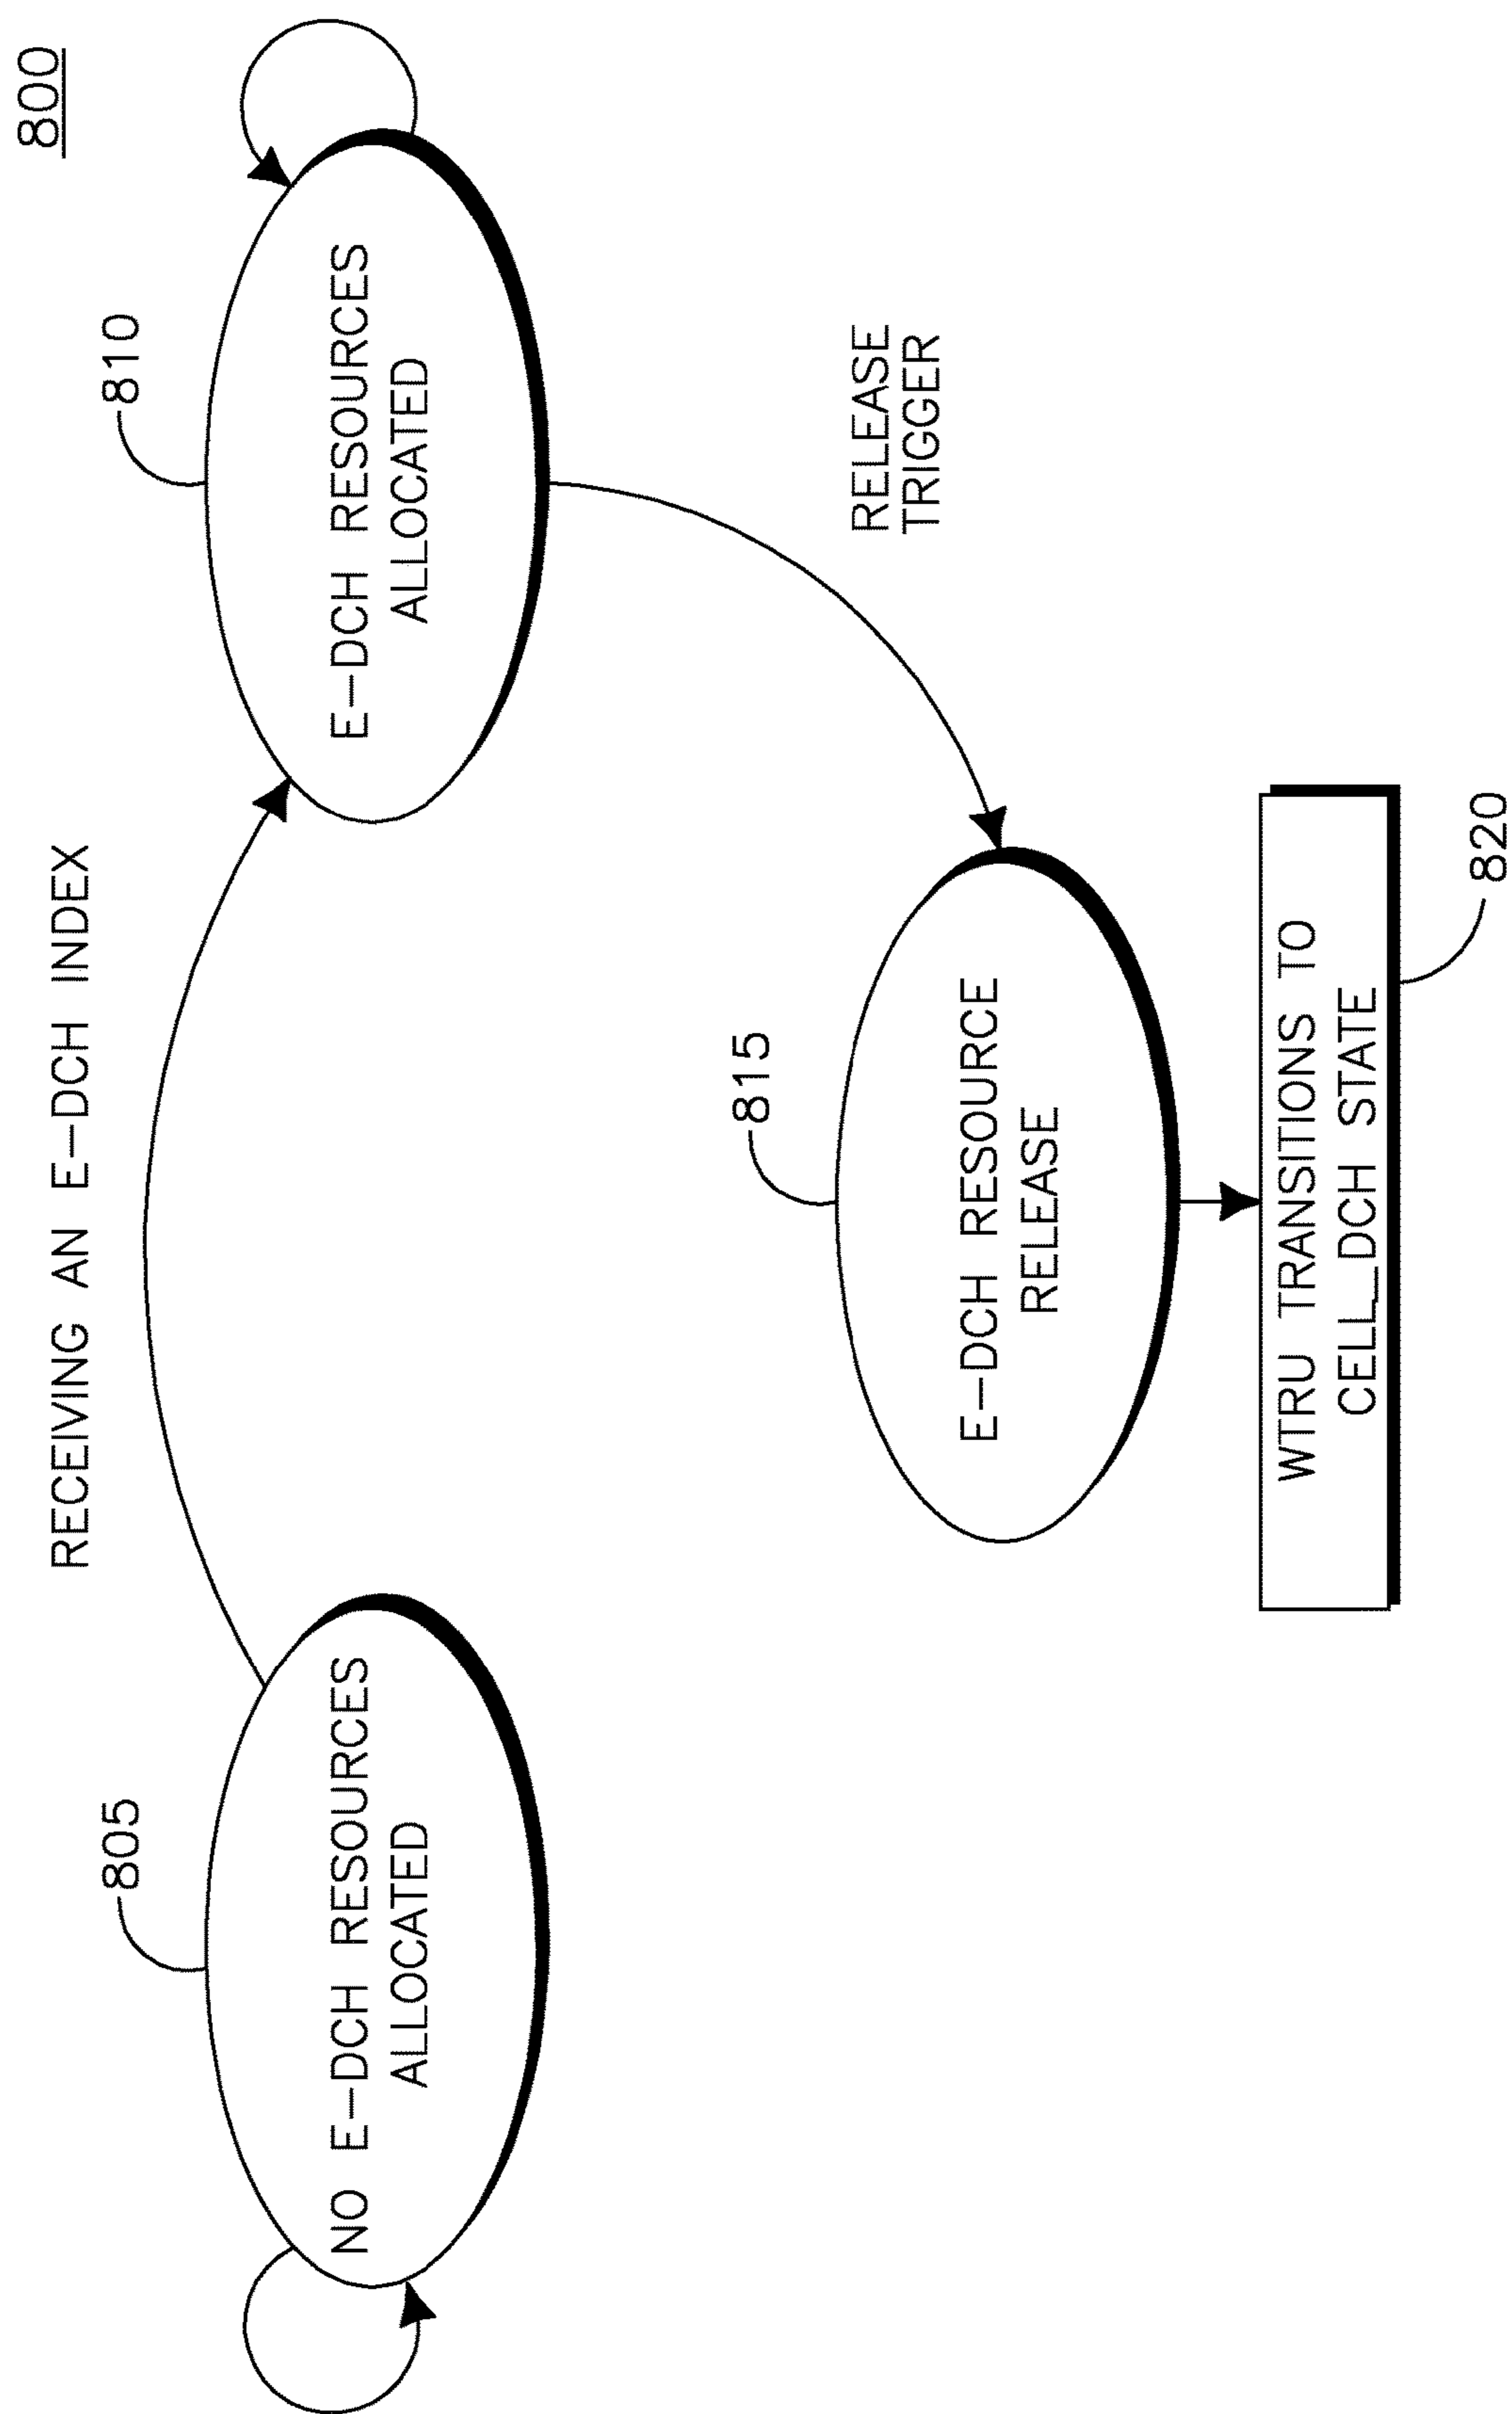 800
RECEIVING AN E-DCH INDEX
805
NO E-DCH RESOURCES
ALLOCATED
810
E-DCH RESOURCES
ALLOCATED
RELEASE
TRIGGER
815
E-DCH RESOURCE
RELEASE
WTRU TRANSITIONS TO
CELL_DCH STATE
820